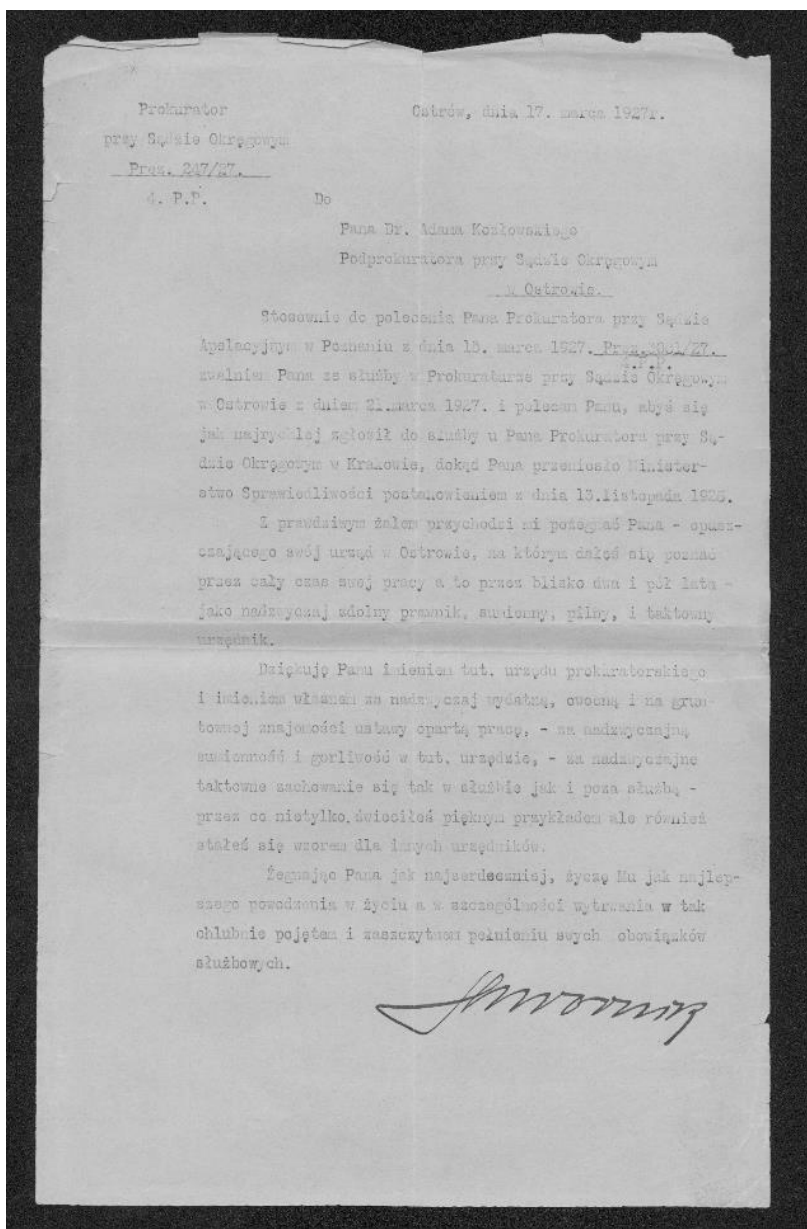 Prokurator
przy Sądzie Okręgowym
Prez. 247/27.
4. P.P.
Ostrów, dnia 17. marca 1927r.
Do
Pana Dr. Adama Kozłowskiego
Podprokuratora przy Sądzie Okręgowym
w Ostrowie.
Stosownie do polecenia Pana Prokuratora przy Sądzie
Apelacyjnym w Poznaniu z dnia 15. marca 1927. Prez.3081/27.
4.P.P.
zwalniam Pana ze służby w Prokuraturze przy Sądzie Okręgowym
w Ostrowie z dniem 21.marca 1927. i polecam Panu, abyś się
jak najrychlej zgłosił do służby u Pana Prokuratora przy Są-
dzie Okręgowym w Krakowie, dokąd Pana przeniosło Minister-
stwo Sprawiedliwości postanowieniem z dnia 13.listopada 1926.
Z prawdziwym żalem przychodzi mi pożegnać Pana - opusz-
czającego swój urząd w Ostrowie, na którym dałeś się poznać
przez cały czas swej pracy a to przez blizko dwa i pół lata -
jako nadzwyczaj zdolny prawnik, sumienny, pilny, i taktowny
urzędnik.
Dziękuję Panu imieniem tut. urzędu prokuratorskiego
i imieniem własnem za nadzwyczaj wydatną, owocną i na grun-
townej znajomości ustawy opartą pracę, - za nadzwyczajną
sumienność i gorliwość w tut. urzędzie, - za nadzwyczajne
taktowne zachowanie się tak w służbie jak i poza służbą -
przez co nietylko świeciłeś pięknym przykładem ale również
stałeś się wzorem dla innych urzędników.
Żegnając Pana jak najserdeczniej, życzę Mu jak najlep-
szego powodzenia w życiu a w szczególności wytrwania w tak
chlubnie pojętem i zaszczytnem pełnieniu swych obowiązków
służbowych.